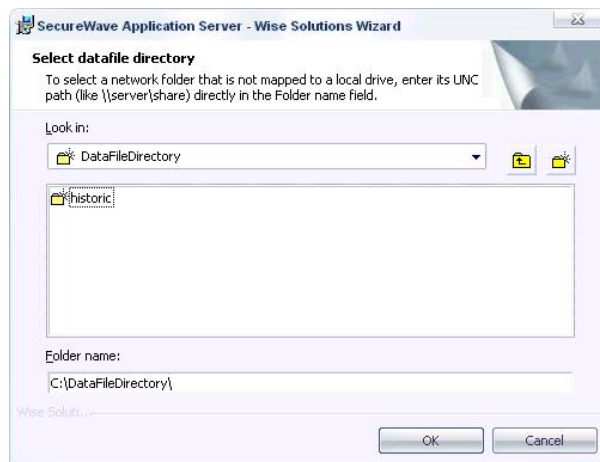 SecureWave Application Server - Wise Solutions Wizard
Select datafile directory
To select a network folder that is not mapped to a local drive, enter its UNC
path (like \\server\share) directly in the Folder name field.
Look in:
DataFileDirectory
historic
Folder name:
C:\DataFileDirectory\
Wise Soluti...
OK
Cancel